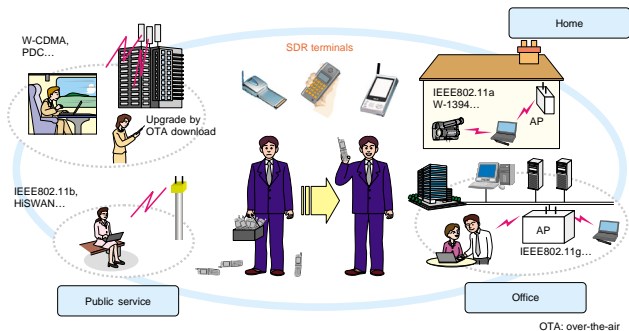 Home
W-CDMA,
PDC...
SDR terminals
IEEE802.11a
W-1394...
AP
Upgrade by
OTA download
IEEE802.11b,
HiSWAN...
AP
IEEE802.11g...
Public service
Office
OTA: over-the-air